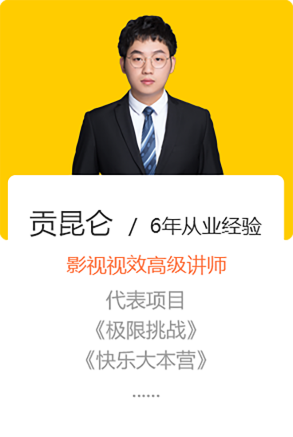 贡昆仑 / 6年从业经验
影视视效高级讲师
代表项目
《极限挑战》
《快乐大本营》
......